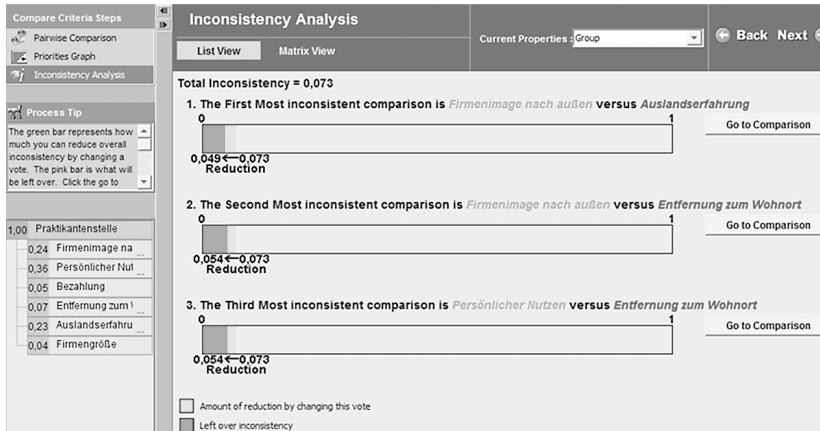 Compare Criteria Steps
Pairwise Comparison
Priorities Graph
Inconsistency Analysis
Process Tip
The green bar represents how
much you can reduce overall
inconsistency by changing a
vote. The pink bar is what will
be left over. Click the go to
1,00 Praktikantenstelle
0,24 Firmenimage na ...
0,36 Persönlicher Nut ...
0,05 Bezahlung
0,07 Entfernung zum \ ...
0,23 Auslandserfahru ...
0,04 Firmengröße
Inconsistency Analysis
List View Matrix View
Current Properties : Group
Back Next
Total Inconsistency = 0,073
1. The First Most inconsistent comparison is Firmenimage nach außen versus Auslandserfahrung
0 1
Go to Comparison
0,049←0,073
Reduction
2. The Second Most inconsistent comparison is Firmenimage nach außen versus Entfernung zum Wohnort
0 1
Go to Comparison
0,054←0,073
Reduction
3. The Third Most inconsistent comparison is Persönlicher Nutzen versus Entfernung zum Wohnort
0 1
Go to Comparison
0,054←0,073
Reduction
Amount of reduction by changing this vote
Left over inconsistency